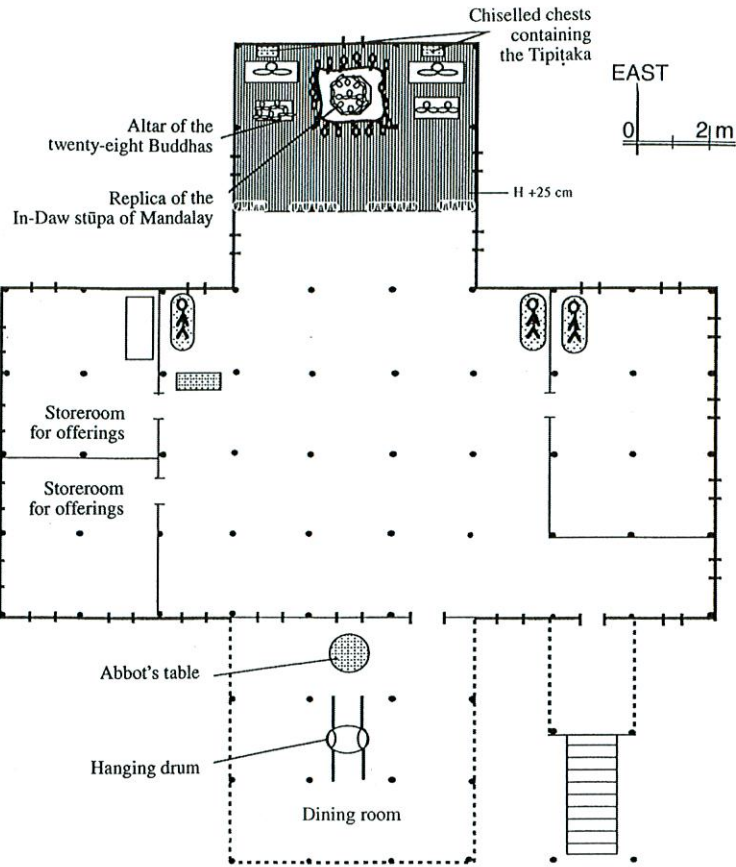 Chiselled chests
containing
the Tipiṭaka
EAST
0 2 m
Altar of the
twenty-eight Buddhas
Replica of the
In-Daw stūpa of Mandalay
H +25 cm
Storeroom
for offerings
Storeroom
for offerings
Abbot's table
Hanging drum
Dining room